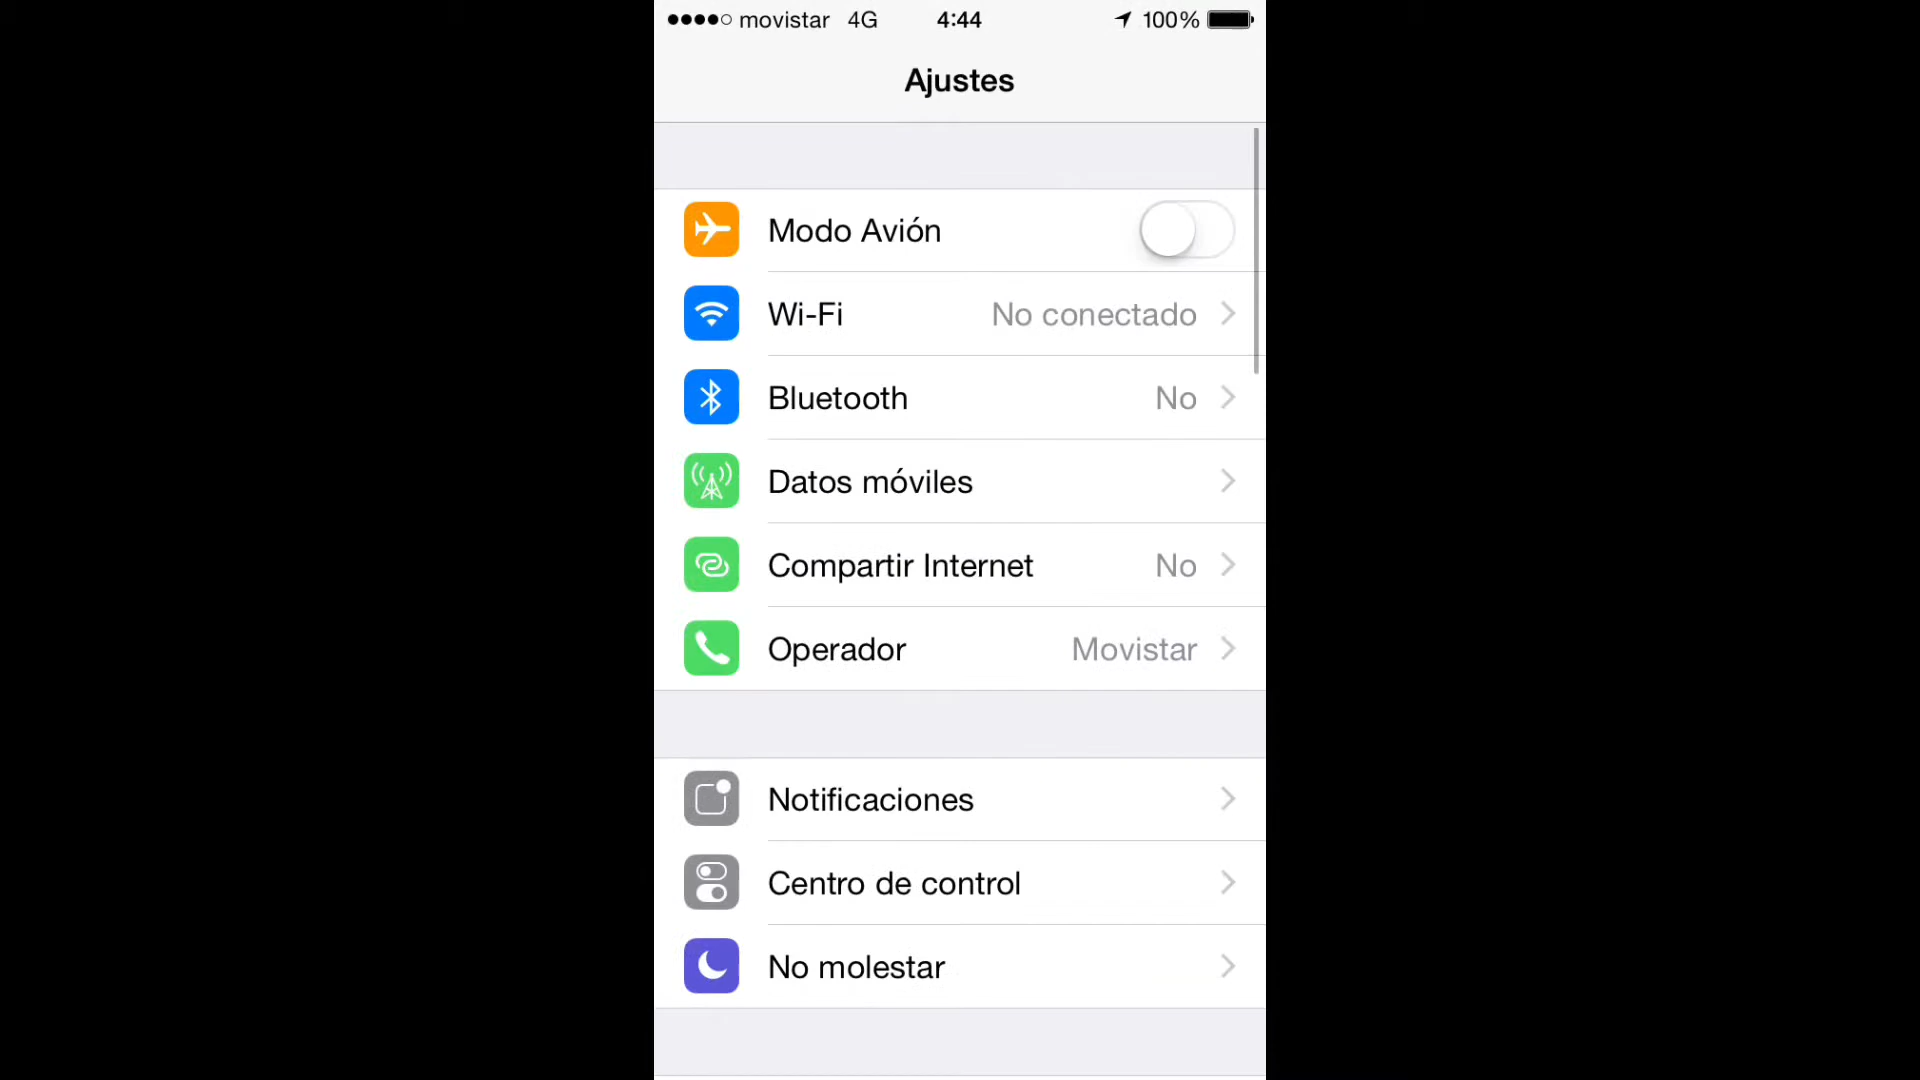 movistar 4G 4:44 100%
Ajustes
Modo Avión
Wi-Fi No conectado
Bluetooth No
Datos móviles
Compartir Internet No
Operador Movistar
Notificaciones
Centro de control
No molestar